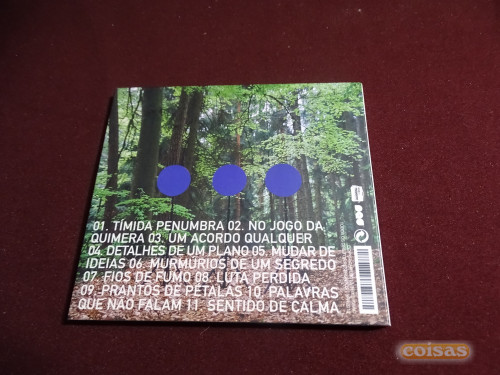 01. TÍMIDA PENUMBRA 02. NO JOGO DA
QUIMERA 03. UM ACORDO QUALQUER
04. DETALHES DE UM PLANO 05. MUDAR DE
IDEIAS 06. MURMÚRIOS DE UM SEGREDO
07. FIOS DE FUMO 08. LUTA PERDIDA
09. PRANTOS DE PÉTALAS 10. PALAVRAS
QUE NÃO FALAM 11. SENTIDO DE CALMA
coisas